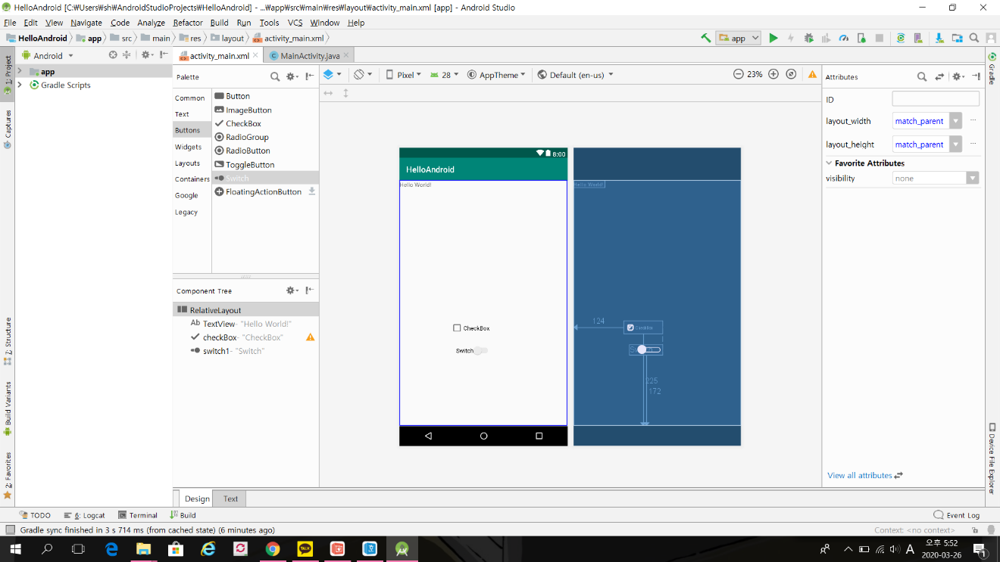 HelloAndroid [C:₩Users₩sh₩AndroidStudioProjects₩HelloAndroid] - ...₩app₩src₩main₩res₩layout₩activity_main.xml [app] - Android Studio
File Edit View Navigate Code Analyze Refactor Build Run Tools VCS Window Help
HelloAndroid app src main res layout activity_main.xml app
Android activity_main.xml MainActivity.java
1: Project
Captures
7: Structure
Build Variants
2: Favorites
app
Gradle Scripts
Palette
Common
Text
Buttons
Widgets
Layouts
Containers
Google
Legacy
Button
ImageButton
CheckBox
RadioGroup
RadioButton
ToggleButton
Switch
FloatingActionButton
Component Tree
RelativeLayout
Ab TextView- "Hello World!"
checkBox- "CheckBox"
switch1- "Switch"
Pixel 28 AppTheme Default (en-us) 23%
8:00
HelloAndroid
Hello World!
CheckBox
Switch
Hello World!
124
CheckBox
Switch
225
172
Attributes
ID
layout_width match_parent ...
layout_height match_parent ...
Favorite Attributes
visibility none
View all attributes
Gradle
Device File Explorer
Design Text
TODO 6: Logcat Terminal Build Event Log
Gradle sync finished in 3 s 714 ms (from cached state) (6 minutes ago) Context: <no context>
TALK
A
오후 5:52
2020-03-26
1